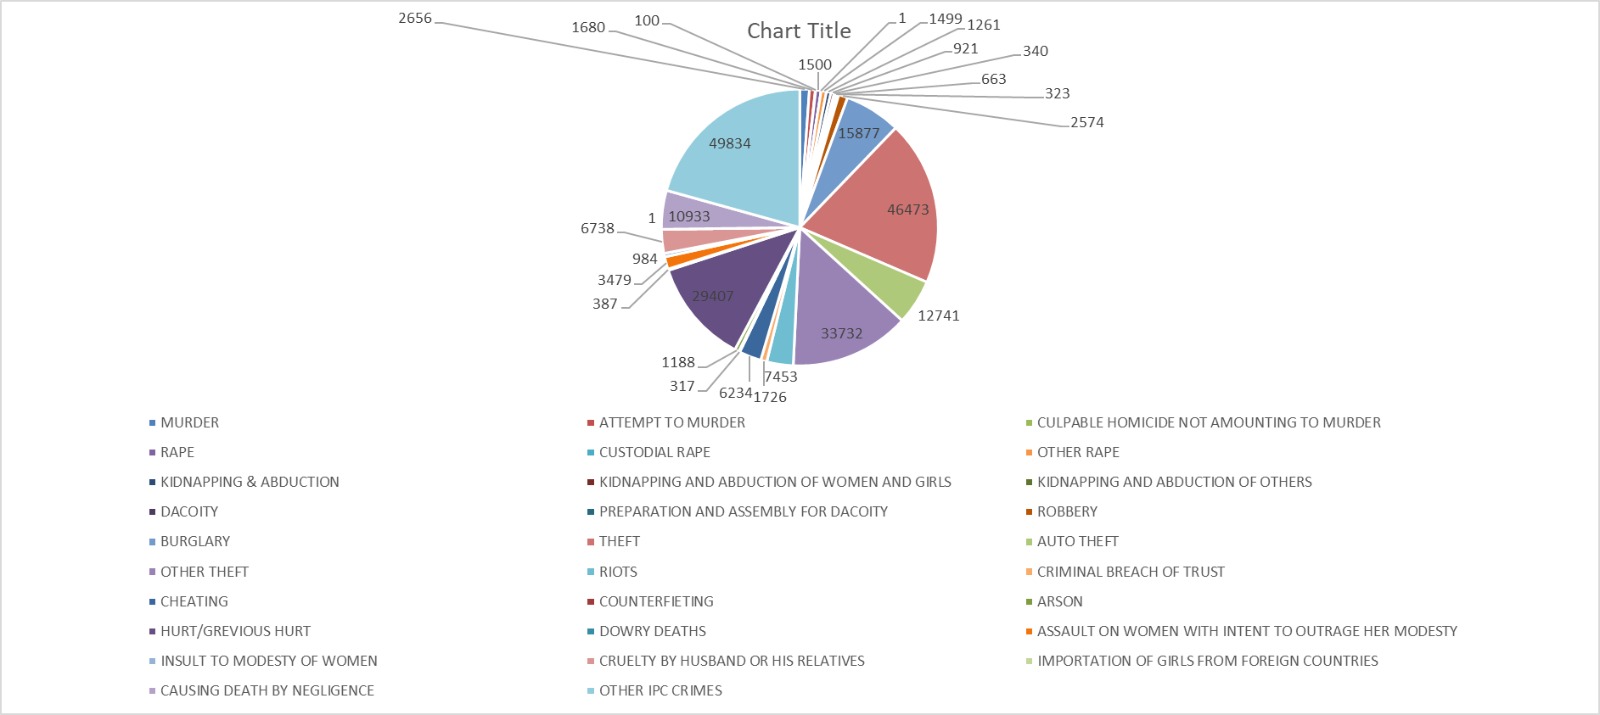 Chart Title
2656
1680
100
1500
1
1499
1261
921
340
663
323
2574
15877
46473
12741
33732
7453
1726
6234
317
1188
29407
387
3479
984
6738
1
10933
49834
MURDER
ATTEMPT TO MURDER
CULPABLE HOMICIDE NOT AMOUNTING TO MURDER
RAPE
CUSTODIAL RAPE
OTHER RAPE
KIDNAPPING & ABDUCTION
KIDNAPPING AND ABDUCTION OF WOMEN AND GIRLS
KIDNAPPING AND ABDUCTION OF OTHERS
DACOITY
PREPARATION AND ASSEMBLY FOR DACOITY
ROBBERY
BURGLARY
THEFT
AUTO THEFT
OTHER THEFT
RIOTS
CRIMINAL BREACH OF TRUST
CHEATING
COUNTERFIETING
ARSON
HURT/GREVIOUS HURT
DOWRY DEATHS
ASSAULT ON WOMEN WITH INTENT TO OUTRAGE HER MODESTY
INSULT TO MODESTY OF WOMEN
CRUELTY BY HUSBAND OR HIS RELATIVES
IMPORTATION OF GIRLS FROM FOREIGN COUNTRIES
CAUSING DEATH BY NEGLIGENCE
OTHER IPC CRIMES